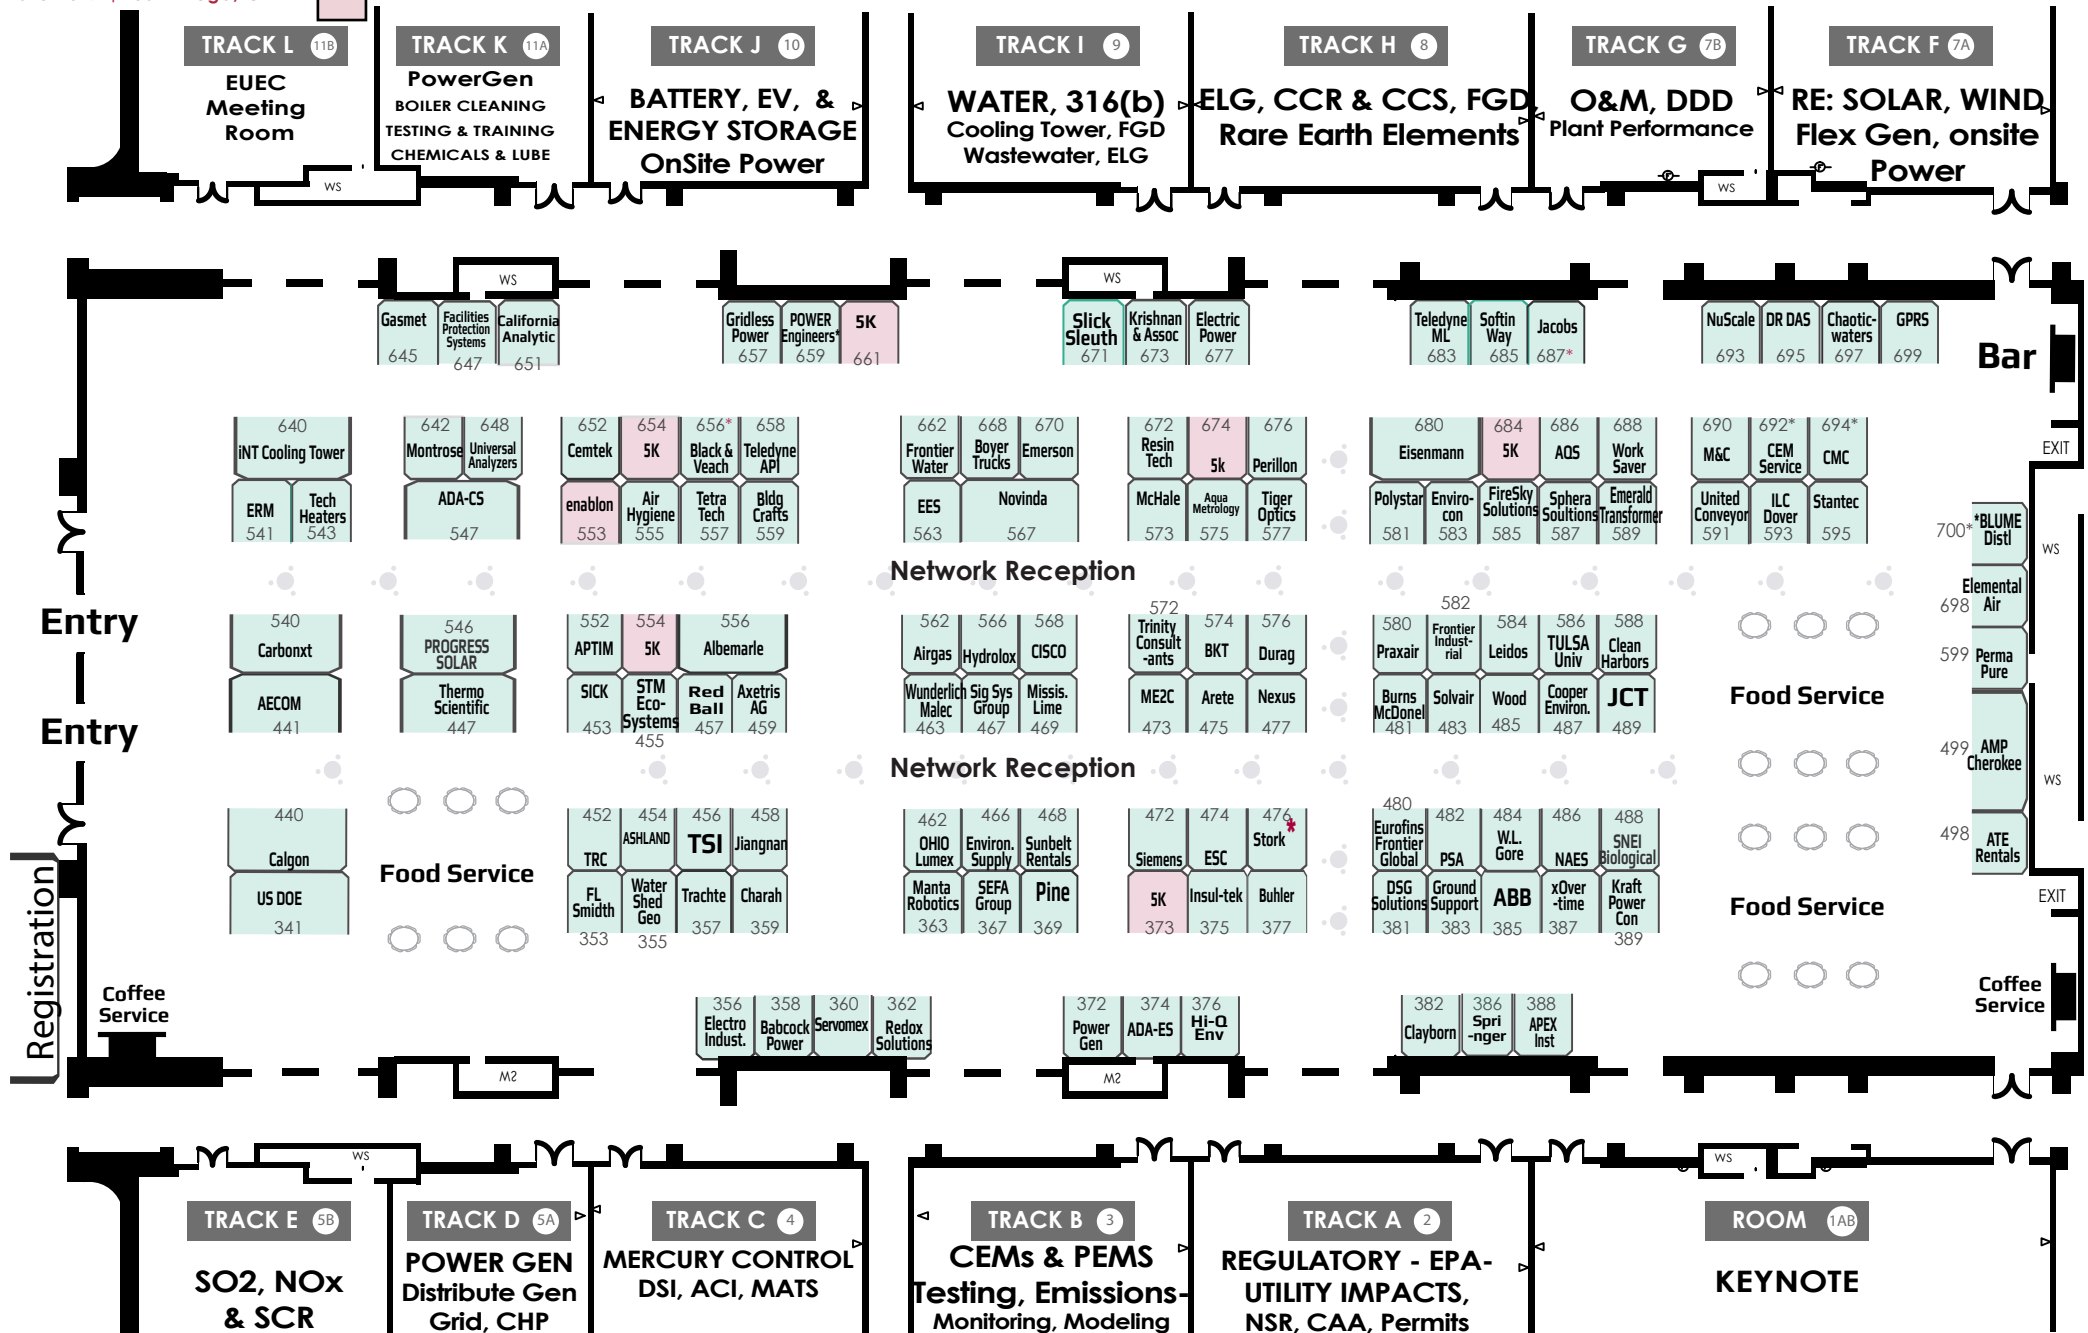 TRACK L 11B
EUEC
Meeting
Room
TRACK K 11A
PowerGen
BOILER CLEANING
TESTING & TRAINING
CHEMICALS & LUBE
TRACK J 10
BATTERY, EV, &
ENERGY STORAGE
OnSite Power
TRACK I 9
WATER, 316(b)
Cooling Tower, FGD
Wastewater, ELG
TRACK H 8
ELG, CCR & CCS, FGD,
Rare Earth Elements
TRACK G 7B
O&M, DDD
Plant Performance
TRACK F 7A
RE: SOLAR, WIND
Flex Gen, onsite
Power
WS
WS
WS
WS
Gasmet
645
Facilities
Protection
Systems
647
California
Analytic
651
Gridless
Power
657
POWER
Engineers*
659
5K
661
Slick
Sleuth
671
Krishnan
& Assoc
673
Electric
Power
677
Teledyne
ML
683
Softin
Way
685
Jacobs
687*
NuScale
693
DR DAS
695
Chaotic-
waters
697
GPRS
699
Bar
EXIT
640
iNT Cooling Tower
642
Montrose
648
Universal
Analyzers
652
Cemtek
654
5K
656*
Black &
Veach
658
Teledyne
API
662
Frontier
Water
668
Boyer
Trucks
670
Emerson
672
Resin
Tech
674
5k
676
Perillon
680
Eisenmann
684
5K
686
AQS
688
Work
Saver
690
M&C
692*
CEM
Service
694*
CMC
ERM
541
Tech
Heaters
543
ADA-CS
547
enablon
553
Air
Hygiene
555
Tetra
Tech
557
Bldg
Crafts
559
EES
563
Novinda
567
McHale
573
Aqua
Metrology
575
Tiger
Optics
577
Polystar
581
Enviro-
con
583
FireSky
Solutions
585
Sphera
Soultions
587
Emerald
Transformer
589
United
Conveyor
591
ILC
Dover
593
Stantec
595
700*
*BLUME
Distl
WS
Network Reception
Elemental
Air
698
Entry
540
Carbonxt
546
PROGRESS
SOLAR
552
APTIM
554
5K
556
Albemarle
562
Airgas
566
Hydrolox
568
CISCO
572
Trinity
Consult
-ants
574
BKT
576
Durag
580
Praxair
582
Frontier
Indust-
rial
584
Leidos
586
TULSA
Univ
588
Clean
Harbors
599
Perma
Pure
Food Service
Entry
AECOM
441
Thermo
Scientific
447
SICK
453
STM
Eco-
Systems
455
Red
Ball
457
Axetris
AG
459
Wunderlich
Malec
463
Sig Sys
Group
467
Missis.
Lime
469
ME2C
473
Arete
475
Nexus
477
Burns
McDonel
481
Solvair
483
Wood
485
Cooper
Environ.
487
JCT
489
499
AMP
Cherokee
WS
Network Reception
440
Calgon
Food Service
452
TRC
454
ASHLAND
456
TSI
458
Jiangnan
462
OHIO
Lumex
466
Environ.
Supply
468
Sunbelt
Rentals
472
Siemens
474
ESC
476
*
Stork
480
Eurofins
Frontier
Global
482
PSA
484
W.L.
Gore
486
NAES
488
SNEI
Biological
498
ATE
Rentals
US DOE
341
FL
Smidth
353
Water
Shed
Geo
355
Trachte
357
Charah
359
Manta
Robotics
363
SEFA
Group
367
Pine
369
5K
373
Insul-tek
375
Buhler
377
DSG
Solutions
381
Ground
Support
383
ABB
385
xOver
-time
387
Kraft
Power
Con
389
Food Service
EXIT
Registration
Coffee
Service
356
Electro
Indust.
358
Babcock
Power
360
Servomex
362
Redox
Solutions
372
Power
Gen
374
ADA-ES
376
Hi-Q
Env
382
Clayborn
386
Spri
-nger
388
APEX
Inst
Coffee
Service
WS
WS
WS
WS
TRACK E 5B
SO2, NOx
& SCR
TRACK D 5A
POWER GEN
Distribute Gen
Grid, CHP
TRACK C 4
MERCURY CONTROL
DSI, ACI, MATS
TRACK B 3
CEMs & PEMS
Testing, Emissions-
Monitoring, Modeling
TRACK A 2
REGULATORY - EPA-
UTILITY IMPACTS,
NSR, CAA, Permits
ROOM 1AB
KEYNOTE